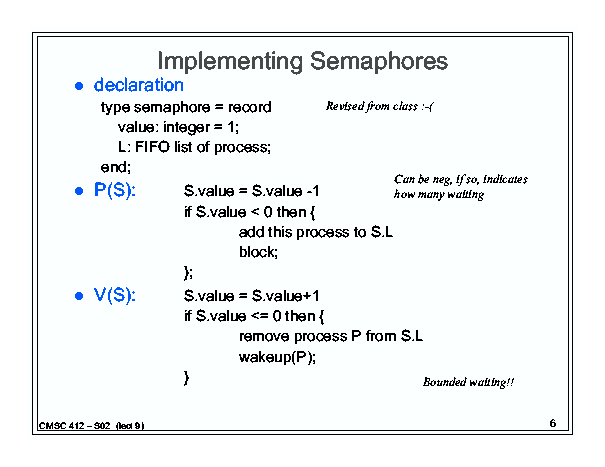 Implementing Semaphores
● declaration
type semaphore = record Revised from class :-(
value: integer = 1;
L: FIFO list of process;
end;
● P(S): S.value = S.value -1 Can be neg, if so, indicates
how many waiting
if S.value < 0 then {
add this process to S.L
block;
};
● V(S): S.value = S.value+1
if S.value <= 0 then {
remove process P from S.L
wakeup(P);
}
Bounded waiting!!
CMSC 412 – S02 (lect 9) 6